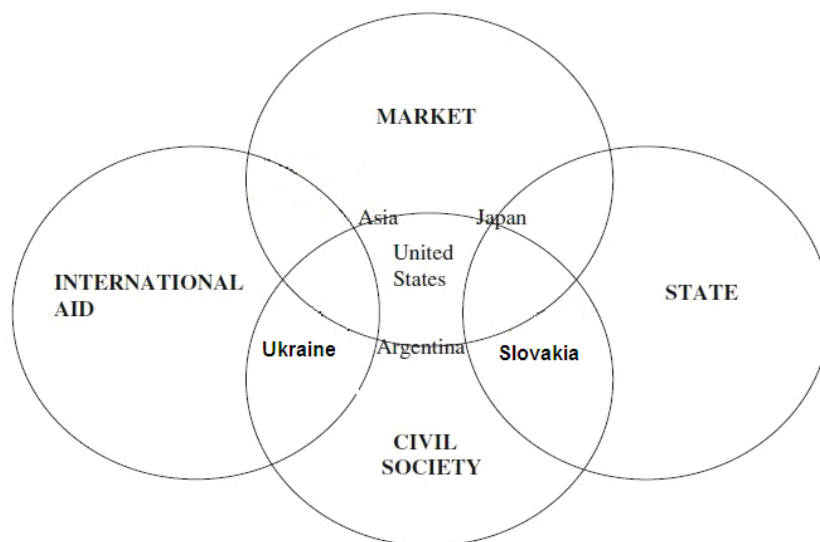 MARKET
Asia
Japan
United
States
INTERNATIONAL
AID
STATE
Ukraine
Argentina
Slovakia
CIVIL
SOCIETY